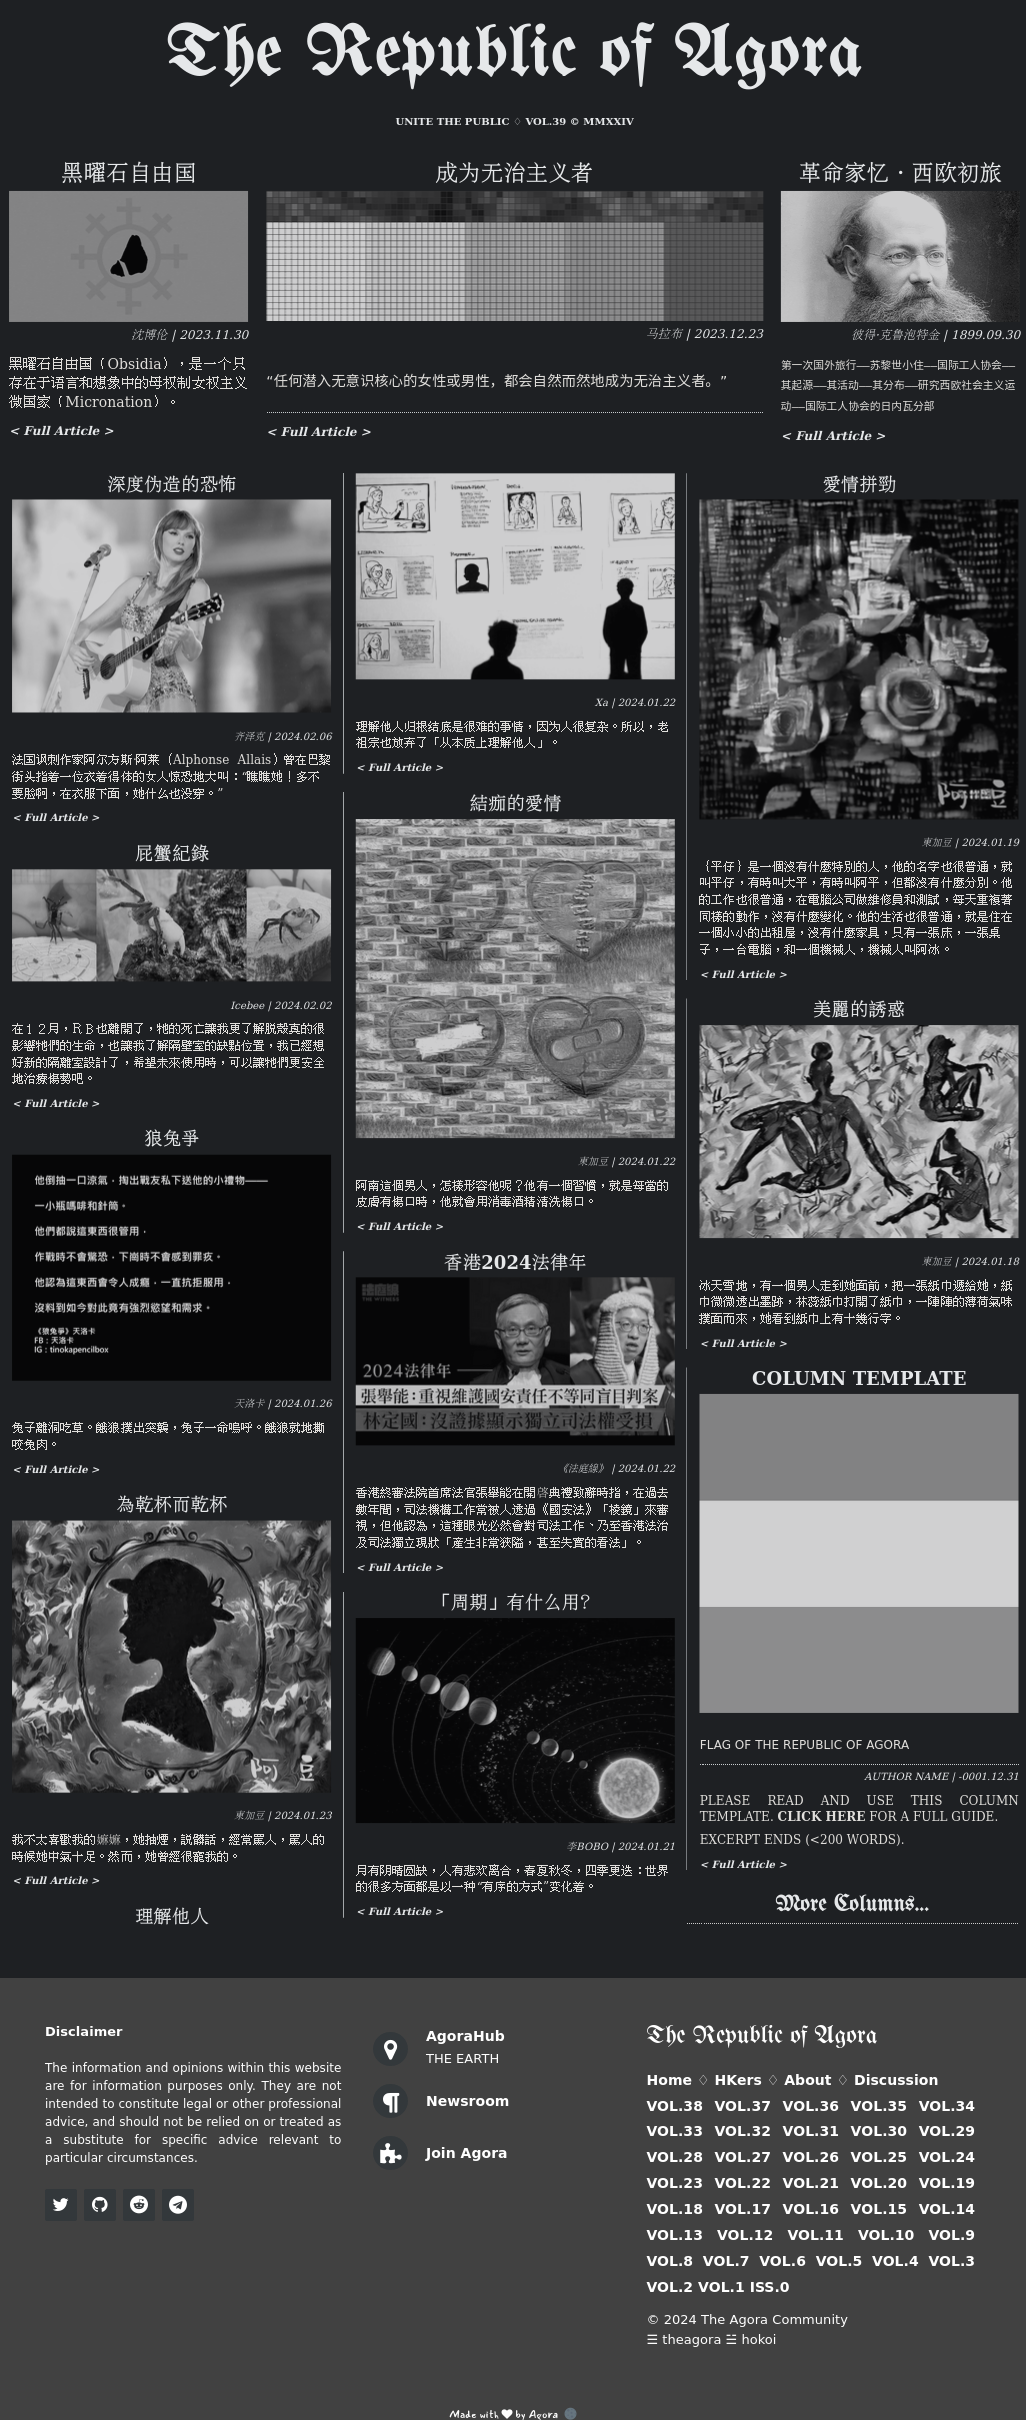 The Republic of Agora
UNITE THE PUBLIC ♢ VOL.39 © MMXXIV
黑曜石自由国
沈博伦 | 2023.11.30
黑曜石自由国（Obsidia），是一个只
存在于语言和想象中的母权制女权主义
微国家（Micronation）。
< Full Article >
成为无治主义者
马拉布 | 2023.12.23
“任何潜入无意识核心的女性或男性，都会自然而然地成为无治主义者。”
< Full Article >
革命家忆·西欧初旅
彼得·克鲁泡特金 | 1899.09.30
第一次国外旅行——苏黎世小住——国际工人协会——
其起源——其活动——其分布——研究西欧社会主义运
动——国际工人协会的日内瓦分部
< Full Article >
深度伪造的恐怖
齐泽克 | 2024.02.06
法国讽刺作家阿尔方斯·阿莱（Alphonse Allais）曾在巴黎
街头指着一位衣着得体的女人惊恐地大叫：“瞧瞧她！多不
要脸啊，在衣服下面，她什么也没穿。”
< Full Article >
屁蟹紀錄
Icebee | 2024.02.02
在１２月，ＲＢ也離開了，牠的死亡讓我更了解脱殼真的很
影響牠們的生命，也讓我了解隔壁室的缺點位置，我已經想
好新的隔離室設計了，希望未來使用時，可以讓牠們更安全
地治療傷勢吧。
< Full Article >
狼兔爭
他倒抽一口涼氣，掏出戰友私下送他的小禮物——
一小瓶嗎啡和針筒。
他們都說這東西很管用，
作戰時不會驚恐，下崗時不會感到罪疚。
他認為這東西會令人成癮，一直抗拒服用，
沒料到如今對此竟有強烈慾望和需求。
《狼兔爭》天洛卡
FB：天洛卡
IG：tinokapencilbox
天洛卡 | 2024.01.26
兔子離洞吃草。餓狼撲出突襲，兔子一命嗚呼。餓狼就地撕
咬兔肉。
< Full Article >
為乾杯而乾杯
阿豆
東加豆 | 2024.01.23
我不太喜歡我的嫲嫲，她抽煙，説髒話，經常罵人，罵人的
時候她中氣十足。然而，她曾經很寵我的。
< Full Article >
理解他人
Xa | 2024.01.22
理解他人归根结底是很难的事情，因为人很复杂。所以，老
祖宗也放弃了「从本质上理解他人」。
< Full Article >
結痂的愛情
東加豆 | 2024.01.22
阿南這個男人，怎樣形容他呢？他有一個習慣，就是每當的
皮膚有傷口時，他就會用消毒酒精清洗傷口。
< Full Article >
香港2024法律年
法庭線
THE WITNESS
2024法律年 ——
張舉能：重視維護國安責任不等同盲目判案
林定國：沒證據顯示獨立司法權受損
《法庭線》 | 2024.01.22
香港終審法院首席法官張舉能在開啓典禮致辭時指，在過去
數年間，司法機構工作常被人透過《國安法》「棱鏡」來審
視，但他認為，這種眼光必然會對司法工作、乃至香港法治
及司法獨立現狀「產生非常狹隘，甚至失實的看法」。
< Full Article >
「周期」有什么用？
李BOBO | 2024.01.21
月有阴晴圆缺，人有悲欢离合，春夏秋冬，四季更迭：世界
的很多方面都是以一种“有序的方式”变化着。
< Full Article >
愛情拼勁
東加豆 | 2024.01.19
｛平仔｝是一個沒有什麼特別的人，他的名字也很普通，就
叫平仔，有時叫大平，有時叫阿平，但都沒有什麼分別。他
的工作也很普通，在電腦公司做維修員和測試，每天重複著
同樣的動作，沒有什麼變化。他的生活也很普通，就是住在
一個小小的出租屋，沒有什麼家具，只有一張床，一張桌
子，一台電腦，和一個機械人，機械人叫阿冰。
< Full Article >
美麗的誘惑
東加豆 | 2024.01.18
冰天雪地，有一個男人走到她面前，把一張紙巾遞給她，紙
巾微微透出墨跡，林蕊紙巾打開了紙巾，一陣陣的薄荷氣味
撲面而來，她看到紙巾上有十幾行字。
< Full Article >
COLUMN TEMPLATE
FLAG OF THE REPUBLIC OF AGORA
AUTHOR NAME | -0001.12.31
PLEASE READ AND USE THIS COLUMN
TEMPLATE. CLICK HERE FOR A FULL GUIDE.
EXCERPT ENDS (<200 WORDS).
< Full Article >
More Columns...
Disclaimer
The information and opinions within this website
are for information purposes only. They are not
intended to constitute legal or other professional
advice, and should not be relied on or treated as
a substitute for specific advice relevant to
particular circumstances.
AgoraHub
THE EARTH
Newsroom
Join Agora
The Republic of Agora
Home ♢ HKers ♢ About ♢ Discussion
VOL.38 VOL.37 VOL.36 VOL.35 VOL.34
VOL.33 VOL.32 VOL.31 VOL.30 VOL.29
VOL.28 VOL.27 VOL.26 VOL.25 VOL.24
VOL.23 VOL.22 VOL.21 VOL.20 VOL.19
VOL.18 VOL.17 VOL.16 VOL.15 VOL.14
VOL.13 VOL.12 VOL.11 VOL.10 VOL.9
VOL.8 VOL.7 VOL.6 VOL.5 VOL.4 VOL.3
VOL.2 VOL.1 ISS.0
© 2024 The Agora Community
☰ theagora ☱ hokoi
Made with ♥ by Agora